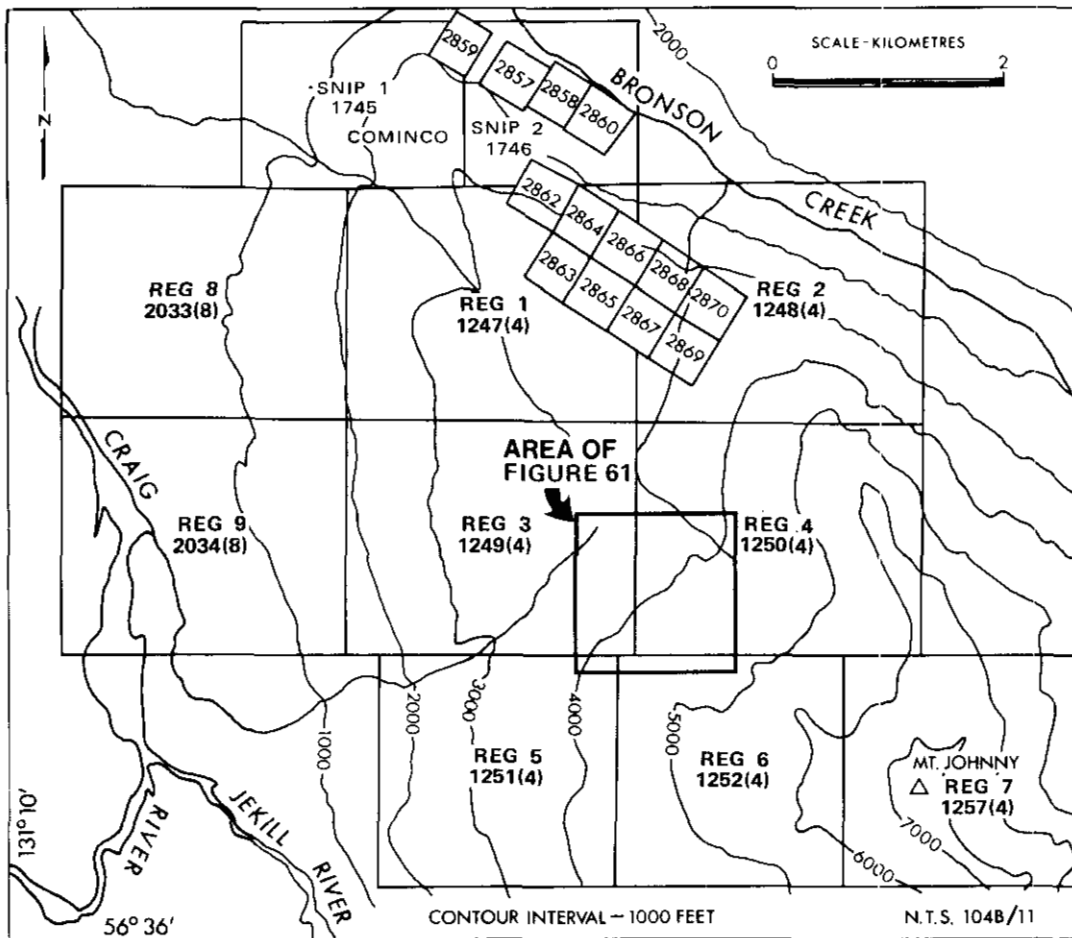 SCALE-KILOMETRES
0 2
N
2000
2859
2857
2858
2860
BRONSON
CREEK
SNIP 1
1745
COMINCO
SNIP 2
1746
2862
2864
2866
2868
2870
2863
2865
2867
2869
REG 8
2033(8)
REG 1
1247(4)
REG 2
1248(4)
CRAIG
RIVER
AREA OF
FIGURE 61
REG 9
2034(8)
REG 3
1249(4)
REG 4
1250(4)
1000
2000
3000
4000
5000
REG 5
1251(4)
REG 6
1252(4)
MT. JOHNNY
REG 7
1257(4)
6000
7000
JEKILL
RIVER
131° 10'
56° 36'
CONTOUR INTERVAL – 1000 FEET
N.T.S. 104B/11